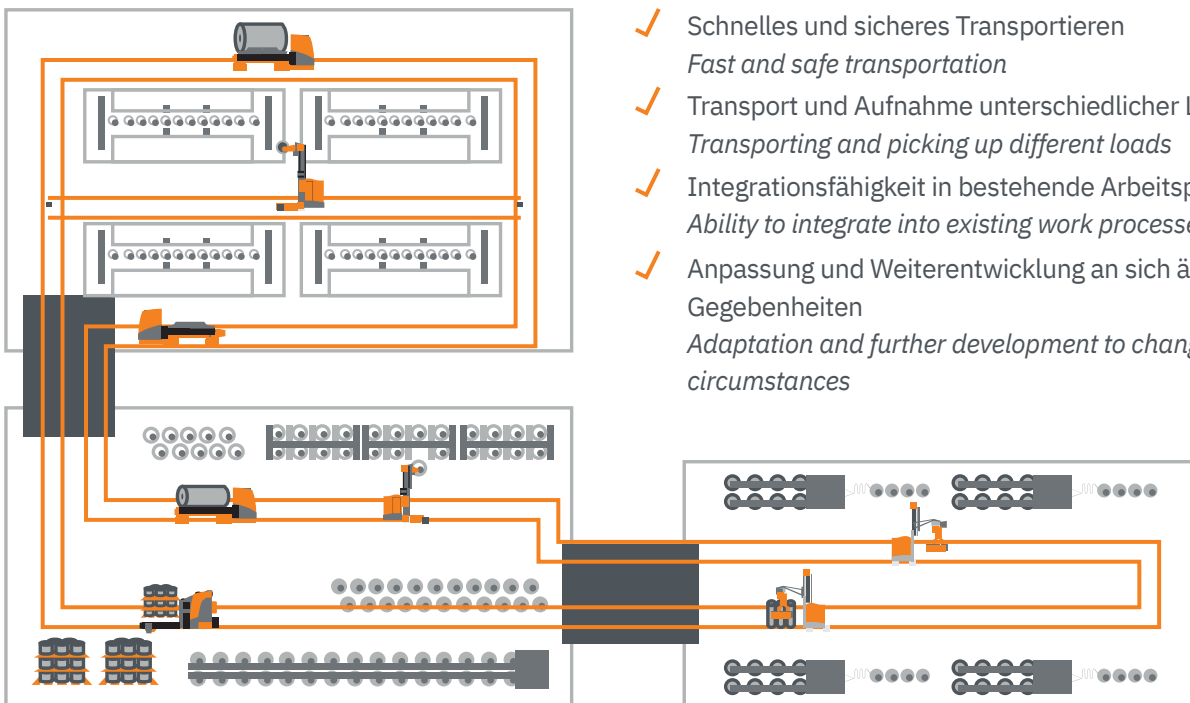 Schnelles und sicheres Transportieren
Fast and safe transportation
Transport und Aufnahme unterschiedlicher
Transporting and picking up different loads
Integrationsfähigkeit in bestehende
Ability to integrate into existing work
Anpassung und Weiterentwicklung an sich
Gegebenheiten
Adaptation and further development to
circumstances